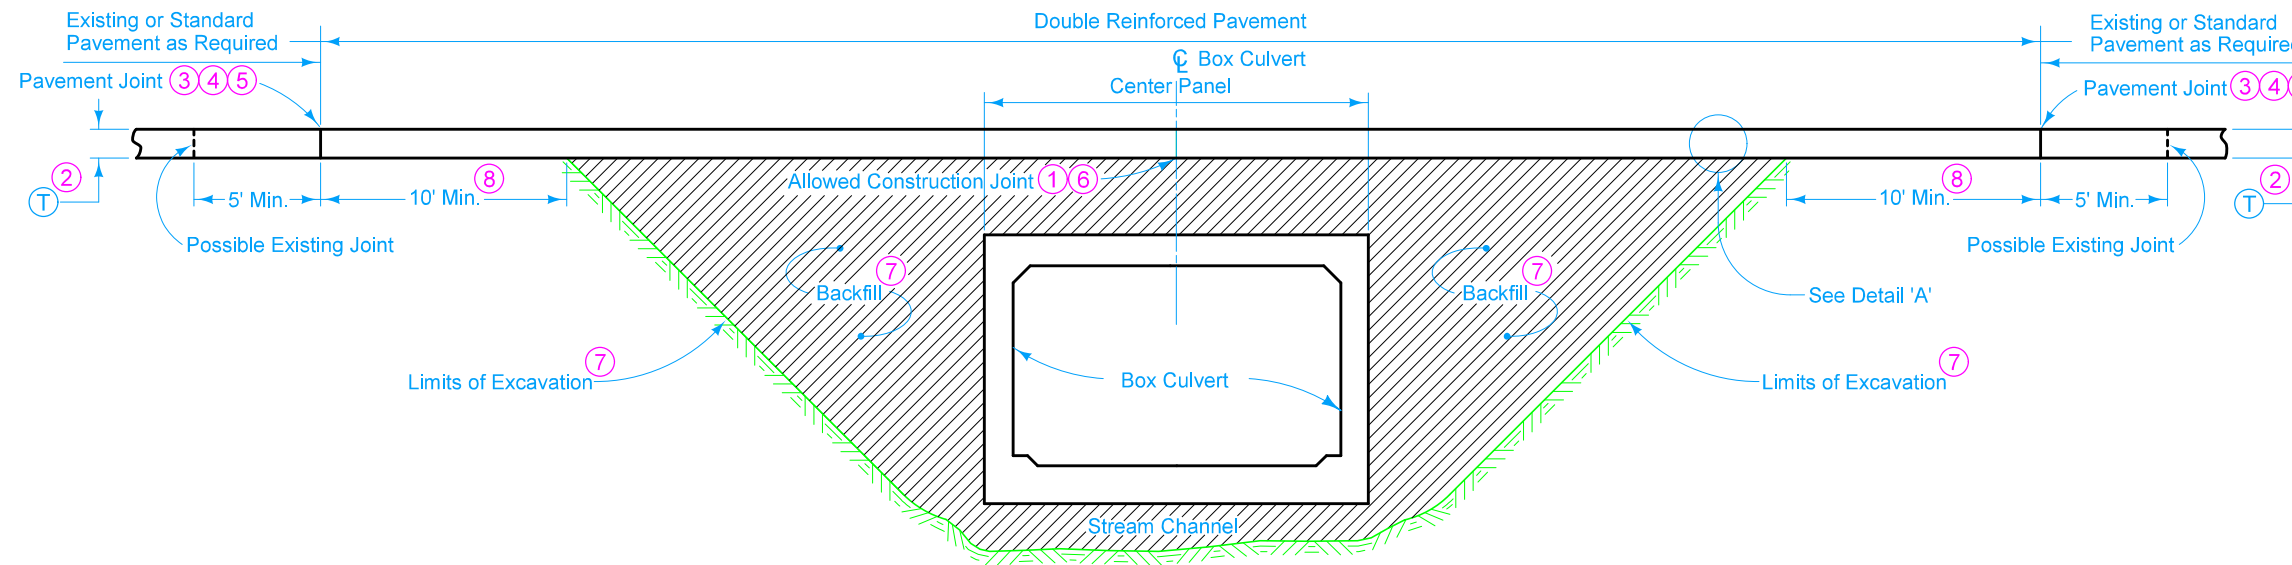 Existing or Standard
Pavement as Required
Double Reinforced Pavement
Existing or Standard
Pavement as Require
℄ Box Culvert
Center Panel
Pavement Joint 3 4 5
Pavement Joint 3 4
2
T
5' Min.
10' Min.
8
Allowed Construction Joint 1 6
8
10' Min.
5' Min.
2
T
Possible Existing Joint
Possible Existing Joint
7
Backfill
7
Backfill
See Detail 'A'
Limits of Excavation 7
Box Culvert
Limits of Excavation 7
Stream Channel